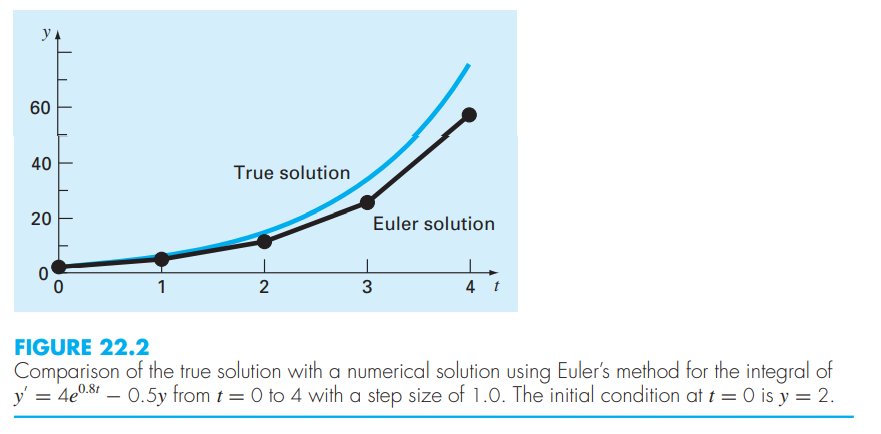 y
60
40
True solution
20
Euler solution
0
0 1 2 3 4 t
FIGURE 22.2
Comparison of the true solution with a numerical solution using Euler’s method for the integral of
y′ = 4e^0.8t − 0.5y from t = 0 to 4 with a step size of 1.0. The initial condition at t = 0 is y = 2.